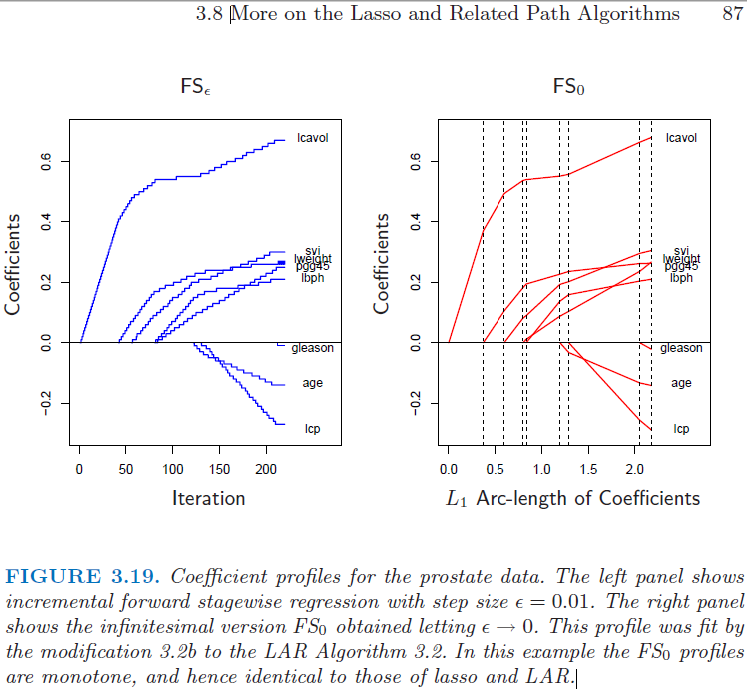 3.8 More on the Lasso and Related Path Algorithms 87
FSϵ FS0
Coefficients
0.6
0.4
0.2
0.0
−0.2
lcavol
svi
lweight
pgg45
lbph
gleason
age
lcp
0 50 100 150 200
Iteration
Coefficients
0.6
0.4
0.2
0.0
−0.2
lcavol
svi
lweight
pgg45
lbph
gleason
age
lcp
0.0 0.5 1.0 1.5 2.0
L1 Arc-length of Coefficients
FIGURE 3.19. Coefficient profiles for the prostate data. The left panel shows
incremental forward stagewise regression with step size ϵ = 0.01. The right panel
shows the infinitesimal version FS0 obtained letting ϵ → 0. This profile was fit by
the modification 3.2b to the LAR Algorithm 3.2. In this example the FS0 profiles
are monotone, and hence identical to those of lasso and LAR.